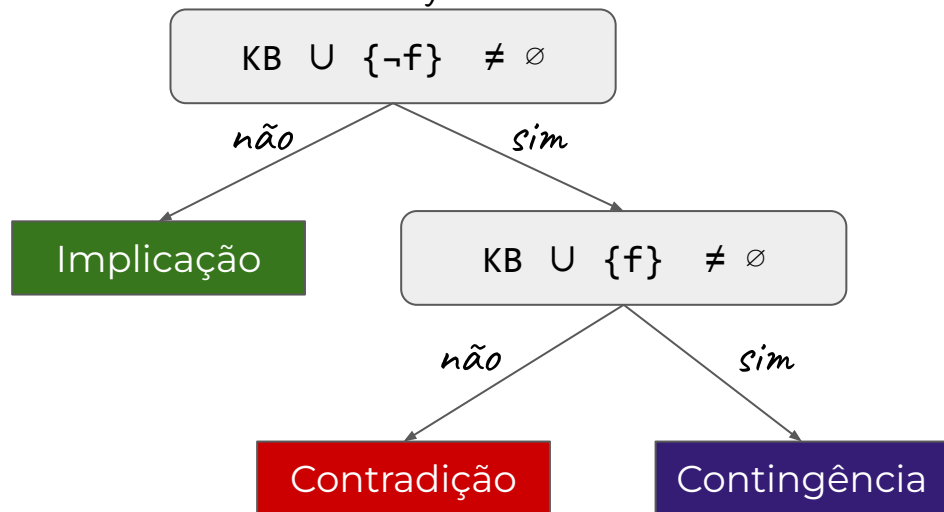 KB ∪ {¬f} ≠ ∅
não
sim
Implicação
KB ∪ {f} ≠ ∅
não
sim
Contradição
Contingência